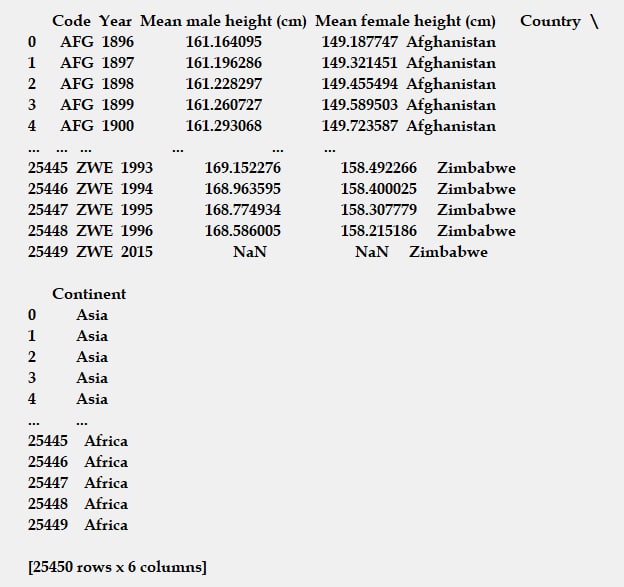 Code Year Mean male height (cm) Mean female height (cm) Country \
0 AFG 1896 161.164095 149.187747 Afghanistan
1 AFG 1897 161.196286 149.321451 Afghanistan
2 AFG 1898 161.228297 149.455494 Afghanistan
3 AFG 1899 161.260727 149.589503 Afghanistan
4 AFG 1900 161.293068 149.723587 Afghanistan
... ... ... ... ... ...
25445 ZWE 1993 169.152276 158.492266 Zimbabwe
25446 ZWE 1994 168.963595 158.400025 Zimbabwe
25447 ZWE 1995 168.774934 158.307779 Zimbabwe
25448 ZWE 1996 168.586005 158.215186 Zimbabwe
25449 ZWE 2015 NaN NaN Zimbabwe
Continent
0 Asia
1 Asia
2 Asia
3 Asia
4 Asia
... ...
25445 Africa
25446 Africa
25447 Africa
25448 Africa
25449 Africa
[25450 rows x 6 columns]